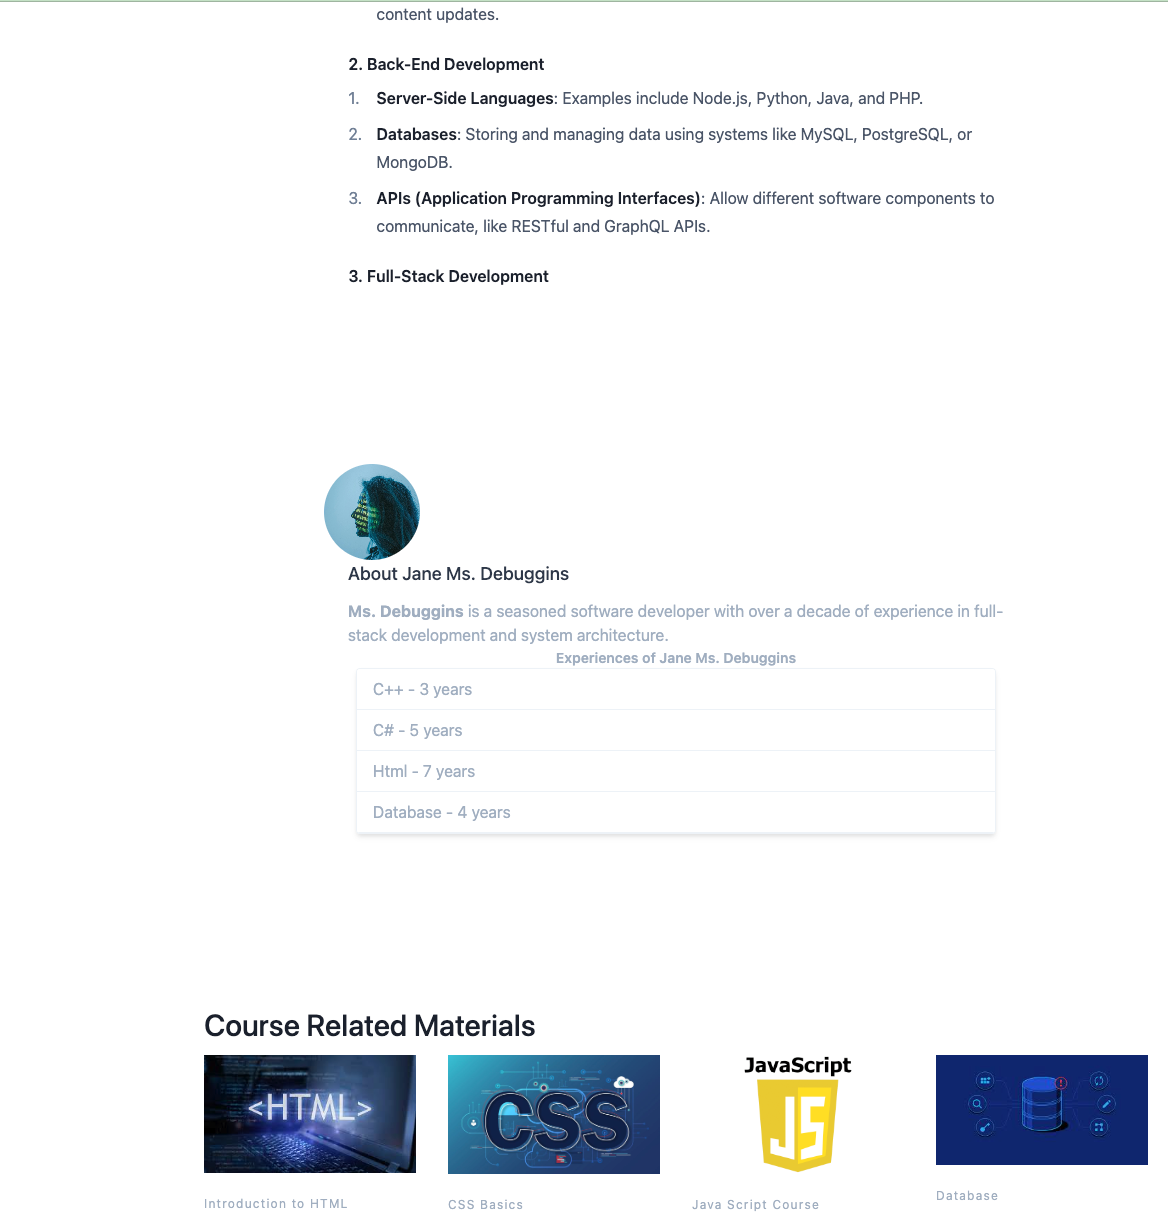 content updates.
2. Back-End Development
1. Server-Side Languages: Examples include Node.js, Python, Java, and PHP.
2. Databases: Storing and managing data using systems like MySQL, PostgreSQL, or
MongoDB.
3. APIs (Application Programming Interfaces): Allow different software components to
communicate, like RESTful and GraphQL APIs.
3. Full-Stack Development
About Jane Ms. Debuggins
Ms. Debuggins is a seasoned software developer with over a decade of experience in full-
stack development and system architecture.
Experiences of Jane Ms. Debuggins
C++ - 3 years
C# - 5 years
Html - 7 years
Database - 4 years
Course Related Materials
<HTML>
CSS
JavaScript
JS
Introduction to HTML
CSS Basics
Java Script Course
Database